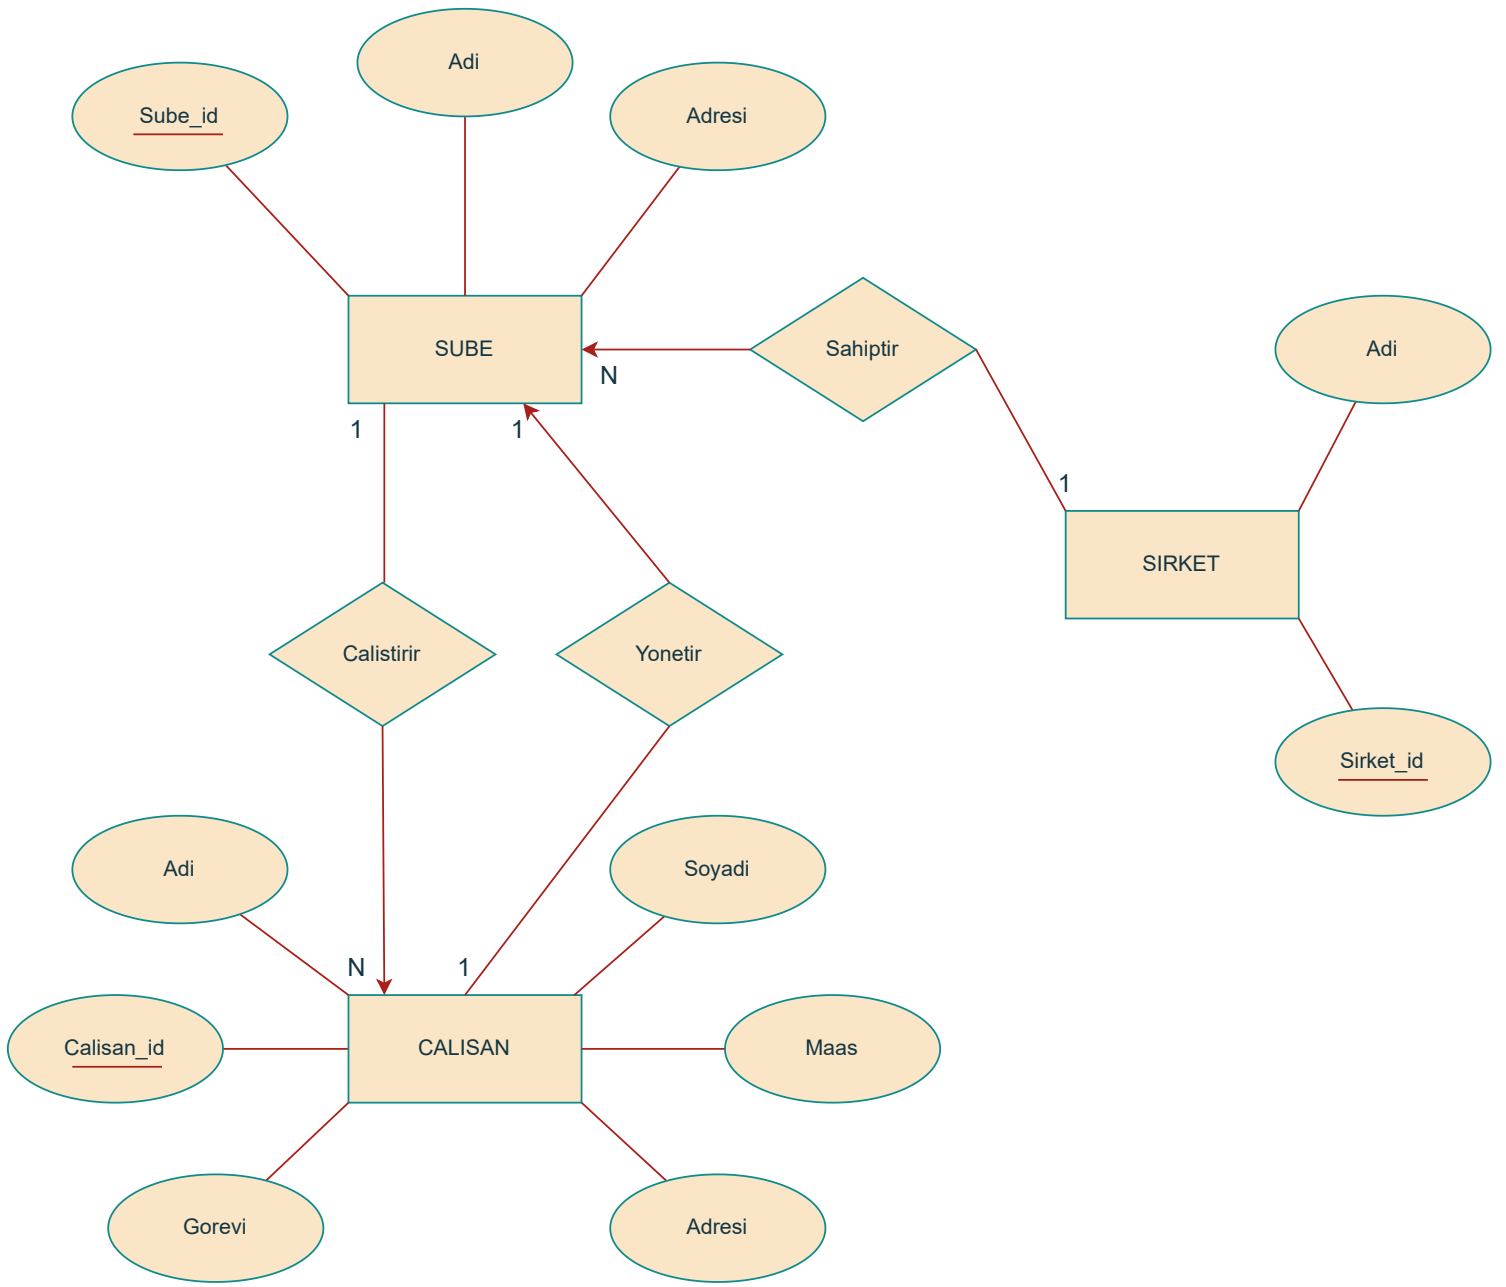 Adi
Sube_id
Adresi
SUBE
Sahiptir
Adi
N
1
1
1
SIRKET
Calistirir
Yonetir
Sirket_id
Adi
Soyadi
N
1
Calisan_id
CALISAN
Maas
Gorevi
Adresi